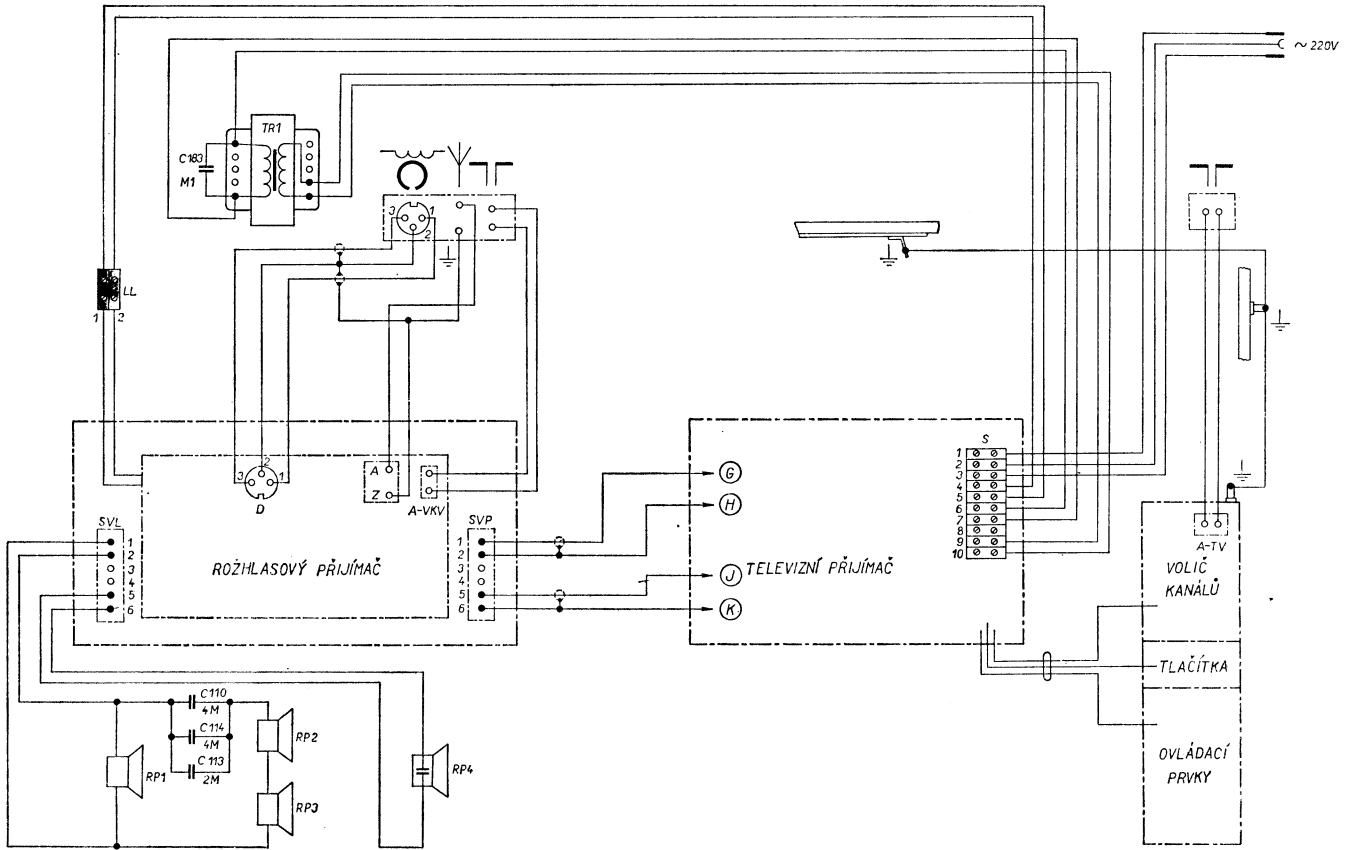 ~ 220V
TR1
C183
M1
3 1
2
LL
1 2
S
1
2
3
4
5
6
7
8
9
10
3 2 1
D
A
Z
A-VKV
SVL
1
2
3
4
5
6
ROZHLASOVÝ PŘIJÍMAČ
SVP
1
2
3
4
5
6
G
H
J
K
TELEVIZNÍ PŘIJÍMAČ
A-TV
VOLIČ
KANÁLŮ
TLAČÍTKA
OVLÁDACÍ
PRVKY
C110
4M
C114
4M
C113
2M
RP1
RP2
RP3
RP4